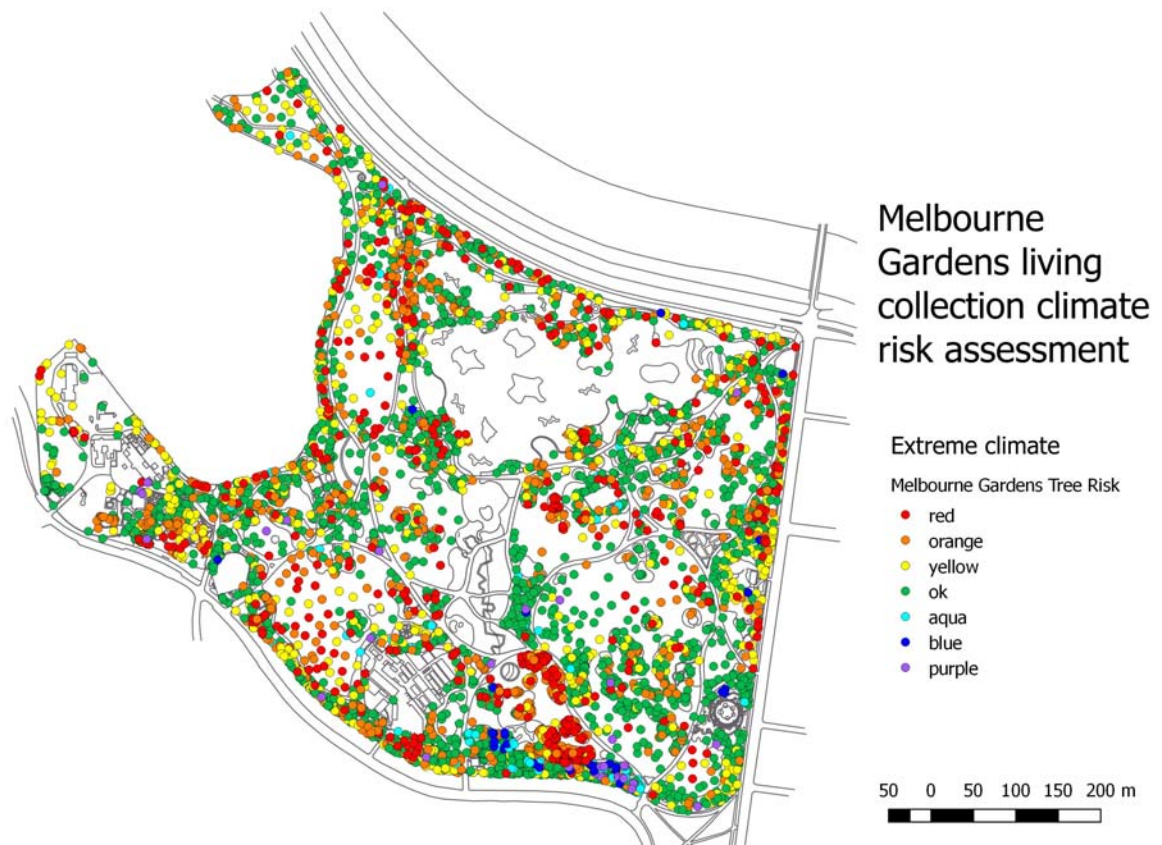 Melbourne
Gardens living
collection climate
risk assessment
Extreme climate
Melbourne Gardens Tree Risk
red
orange
yellow
ok
aqua
blue
purple
50 0 50 100 150 200 m